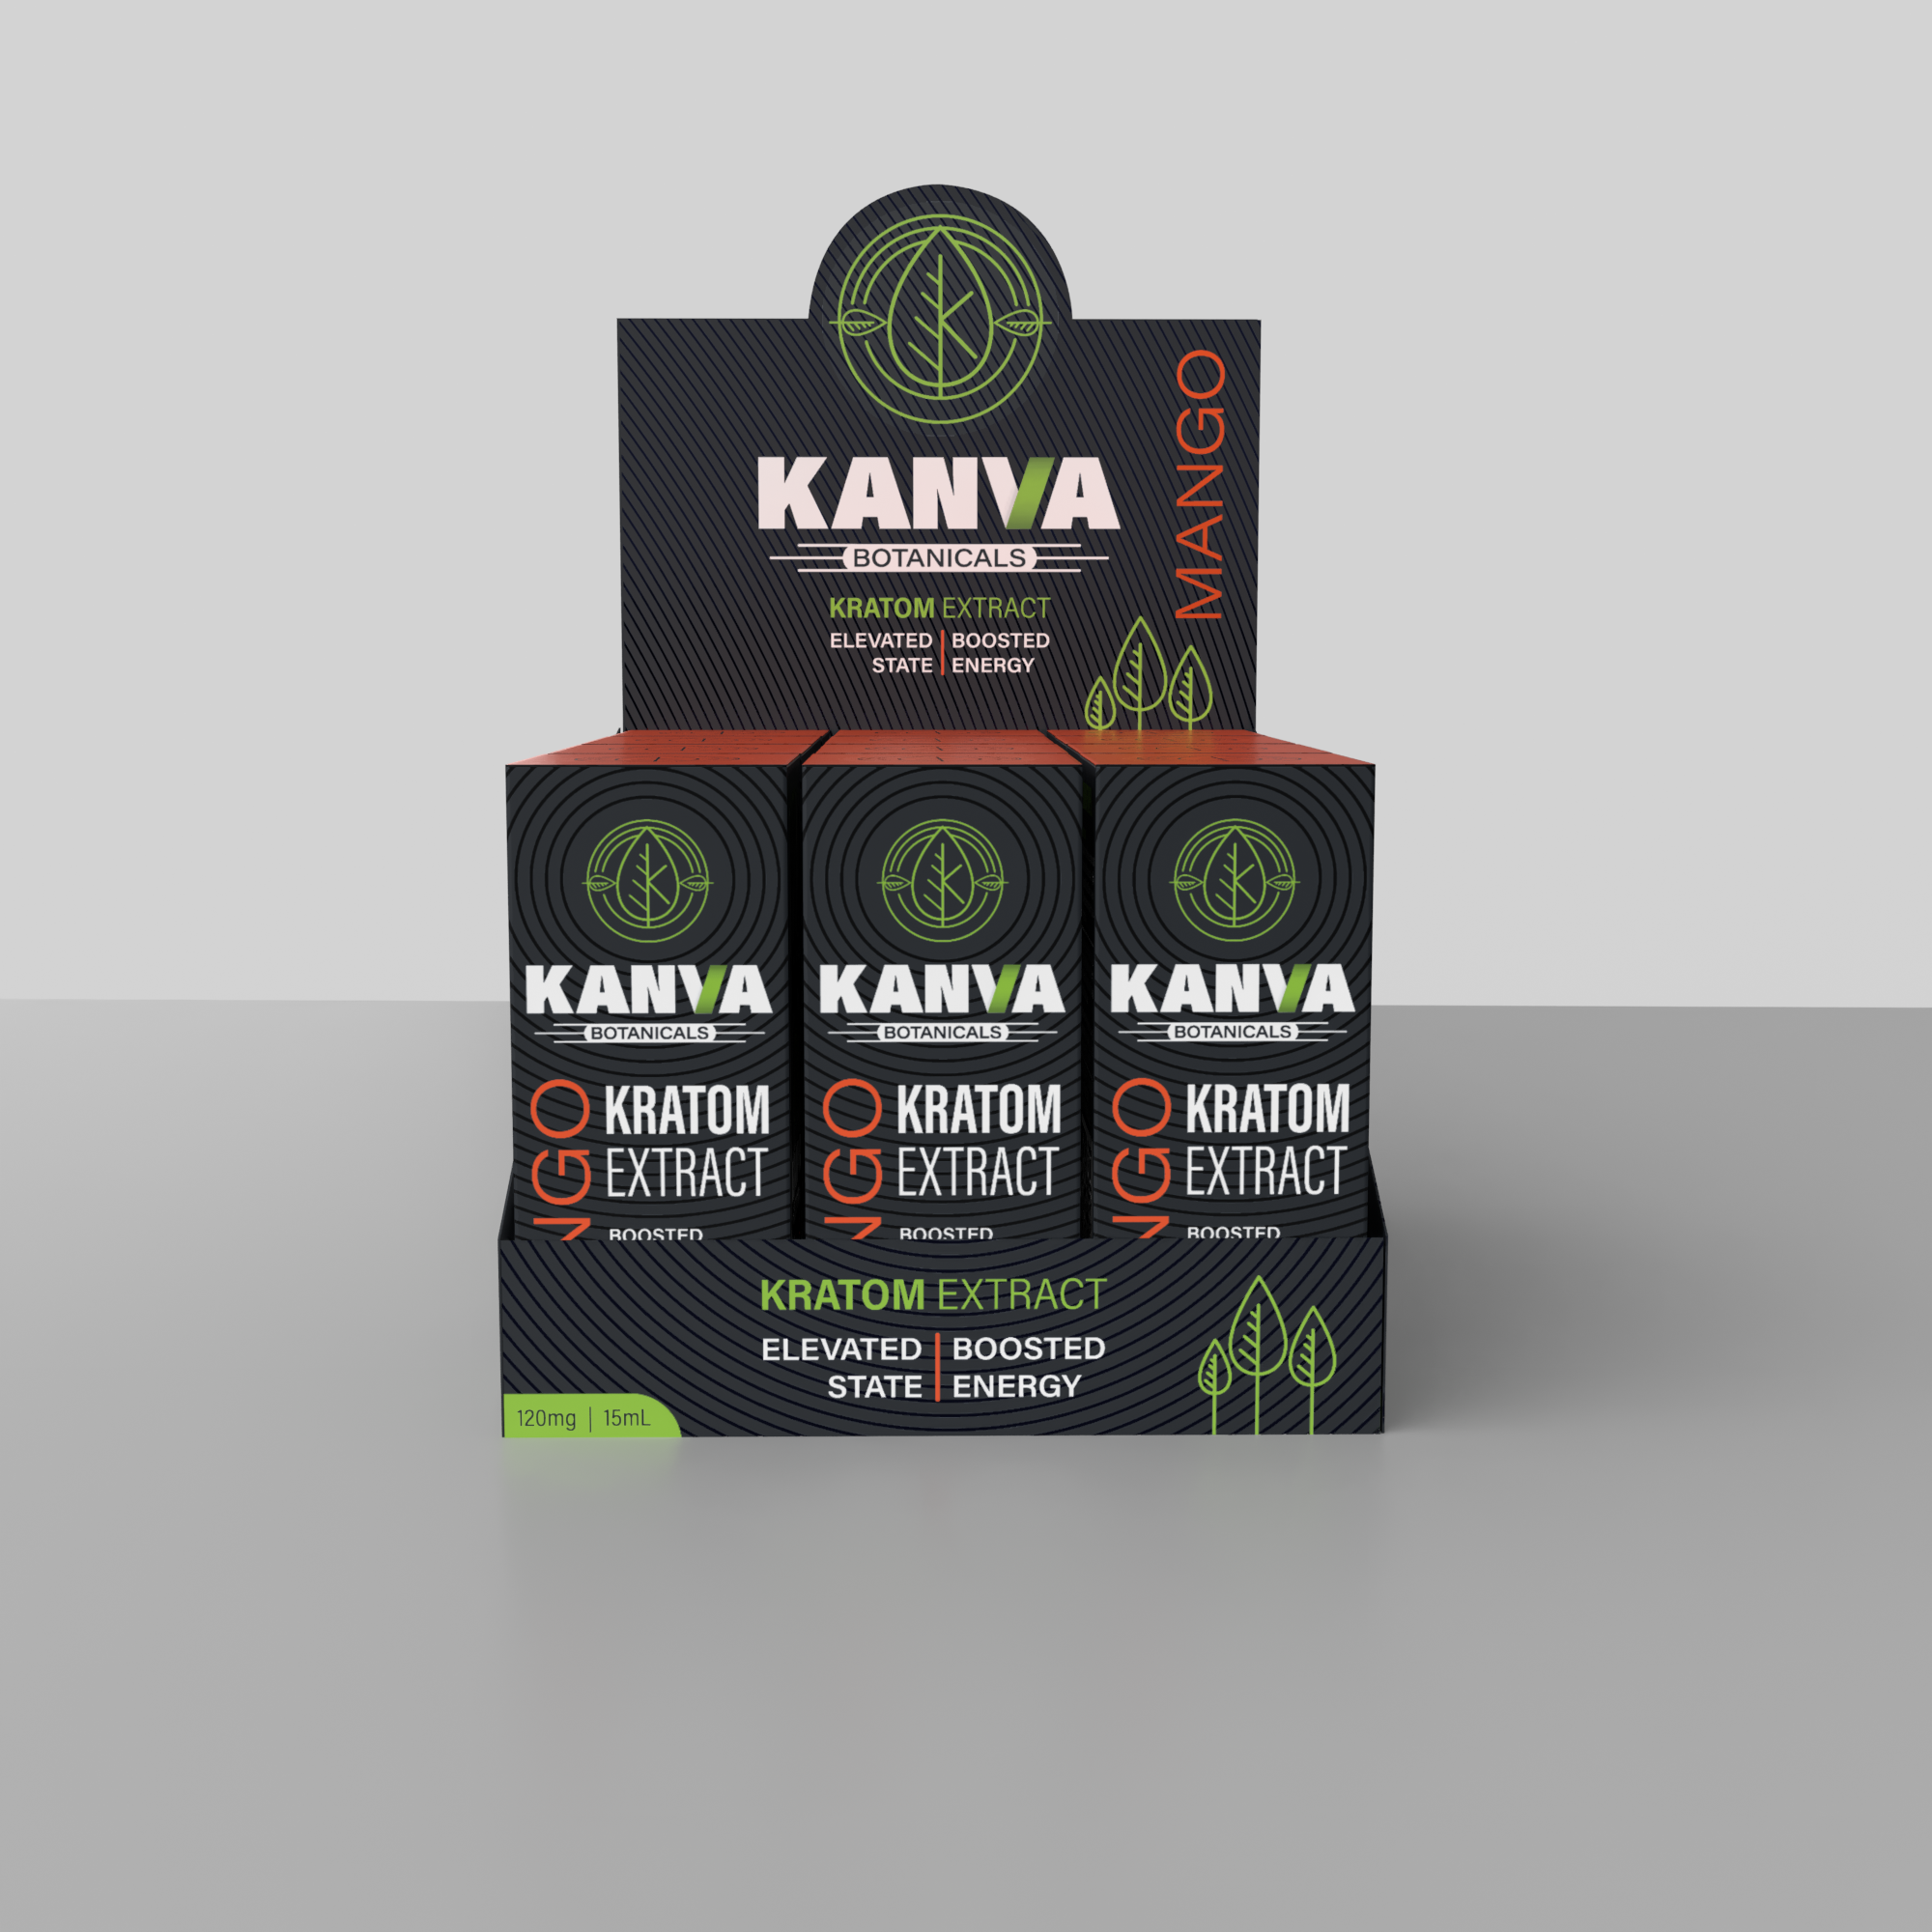 KANVA
BOTANICALS
KRATOM EXTRACT
ELEVATED | BOOSTED
STATE | ENERGY
MANGO
KANVA
BOTANICALS
NGO
KRATOM
EXTRACT
BOOSTED
KANVA
BOTANICALS
NGO
KRATOM
EXTRACT
BOOSTED
KANVA
BOTANICALS
NGO
KRATOM
EXTRACT
BOOSTED
KRATOM EXTRACT
ELEVATED | BOOSTED
STATE | ENERGY
120mg | 15mL